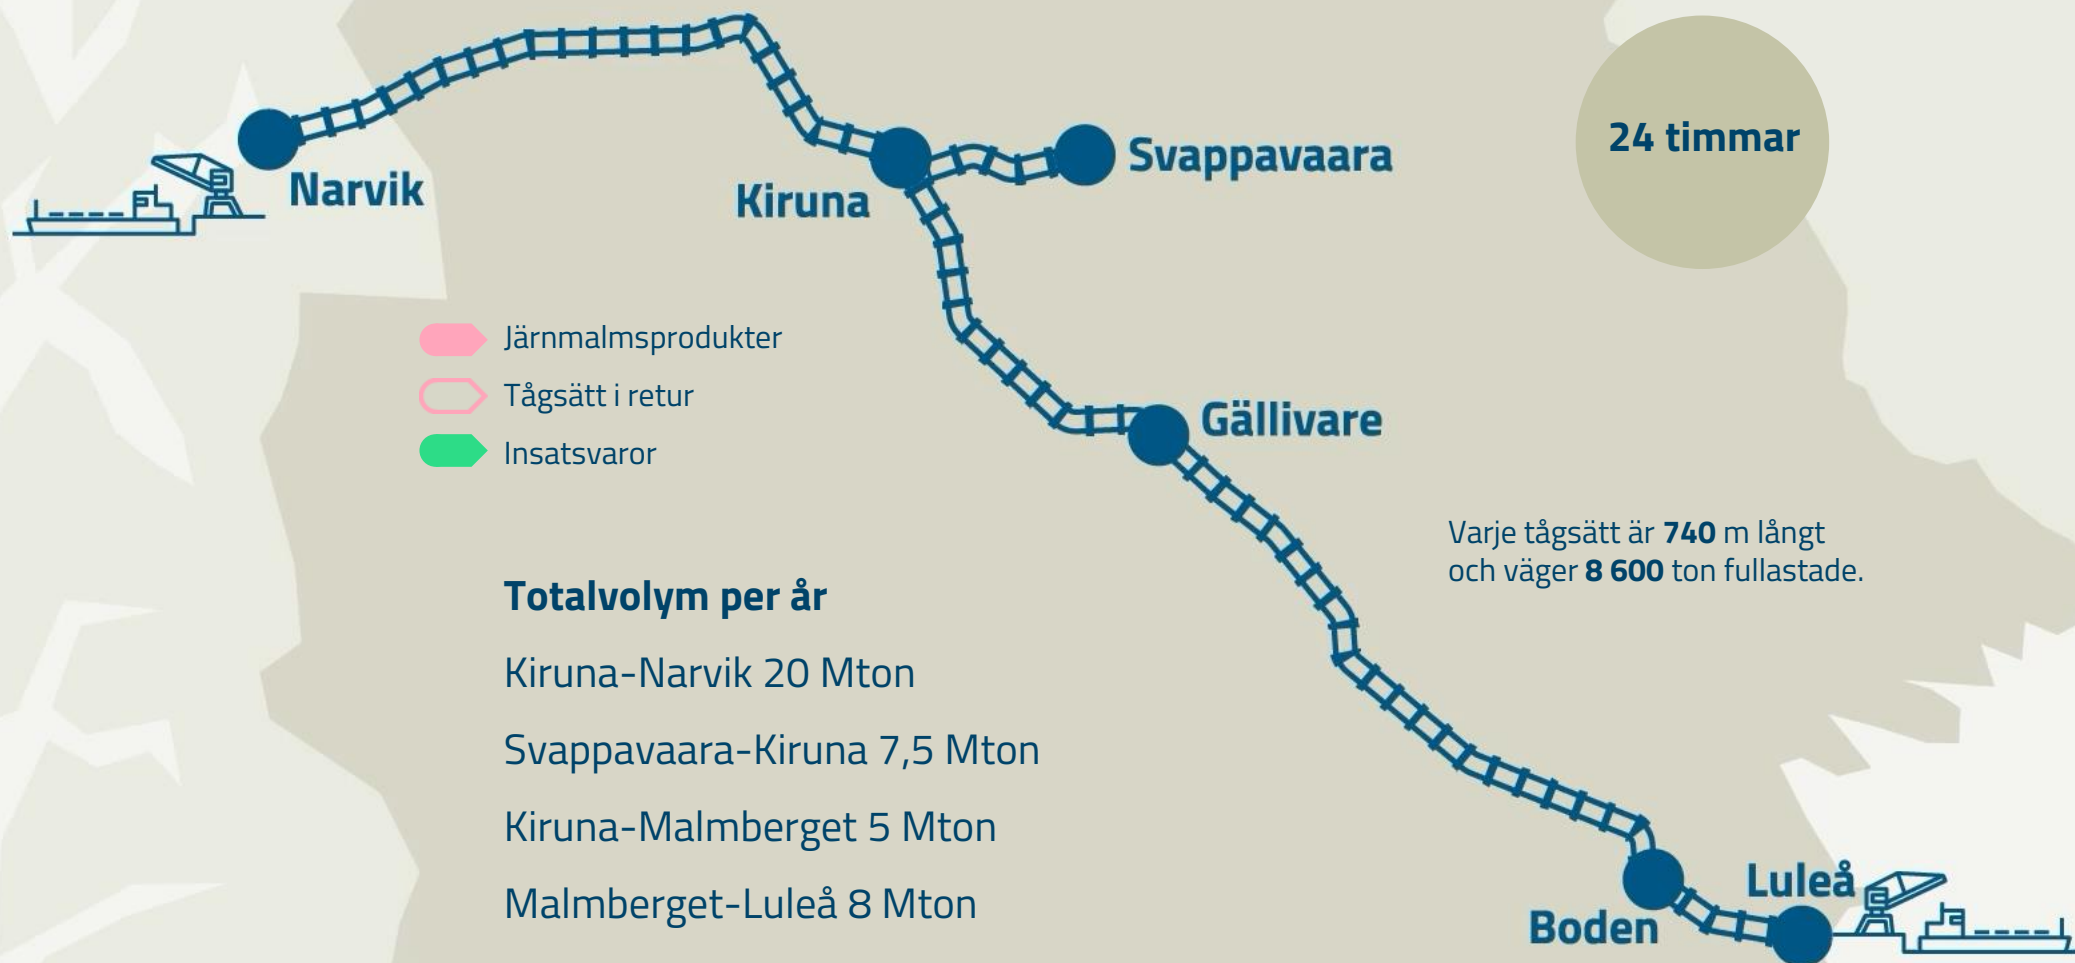 24 timmar
Svappavaara
Narvik
Kiruna
Järnmalmsprodukter
Tågsätt i retur
Insatsvaror
Gällivare
Varje tågsätt är 740 m långt
och väger 8 600 ton fullastade.
Totalvolym per år
Kiruna-Narvik 20 Mton
Svappavaara-Kiruna 7,5 Mton
Kiruna-Malmberget 5 Mton
Malmberget-Luleå 8 Mton
Luleå
Boden